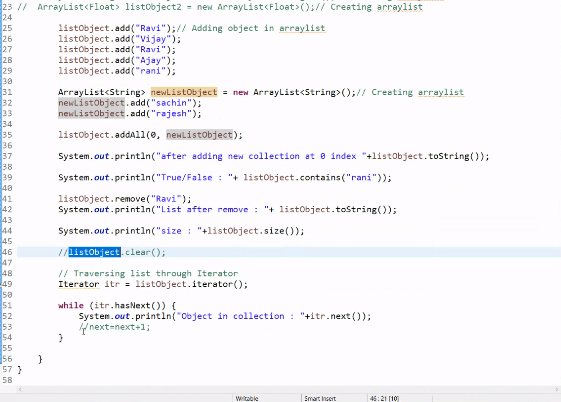 23 //  ArrayList<Float> listObject2 = new ArrayList<Float>();// Creating arraylist
24
25 listObject.add("Ravi");// Adding object in arraylist
26 listObject.add("Vijay");
27 listObject.add("Ravi");
28 listObject.add("Ajay");
29 listObject.add("rani");
30
31 ArrayList<String> newListObject = new ArrayList<String>();// Creating arraylist
32 newListObject.add("sachin");
33 newListObject.add("rajesh");
34
35 listObject.addAll(0, newListObject);
36
37 System.out.println("after adding new collection at 0 index "+listObject.toString());
38
39 System.out.println("True/False : "+ listObject.contains("rani"));
40
41 listObject.remove("Ravi");
42 System.out.println("List after remove : "+ listObject.toString());
43
44 System.out.println("size : "+listObject.size());
45
46 //listObject.clear();
47
48 // Traversing list through Iterator
49 Iterator itr = listObject.iterator();
50
51 while (itr.hasNext()) {
52 System.out.println("Object in collection : "+itr.next());
53 //next=next+1;
54 }
55
56 }
57 }
58
Writable Smart Insert 46 : 21 [10]